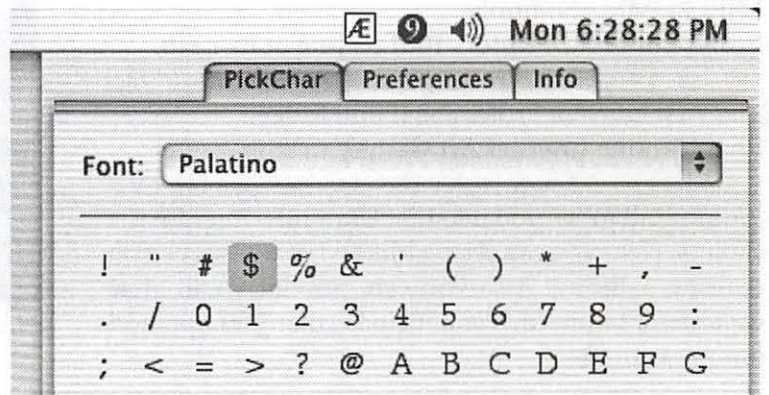 Æ 9 Mon 6:28:28 PM
PickChar Preferences Info
Font: Palatino
! " # $ % & ' ( ) * + , -
. / 0 1 2 3 4 5 6 7 8 9 :
; < = > ? @ A B C D E F G